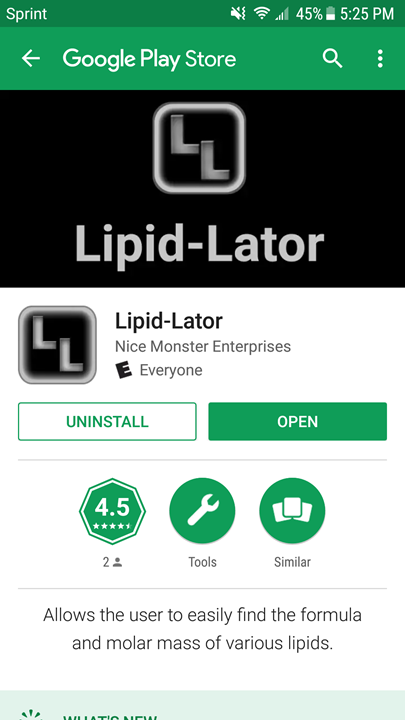 Sprint 45% 5:25 PM
Google Play Store
LL
Lipid-Lator
LL
Lipid-Lator
Nice Monster Enterprises
E Everyone
UNINSTALL OPEN
4.5
2 Tools Similar
Allows the user to easily find the formula
and molar mass of various lipids.
WHAT'S NEW